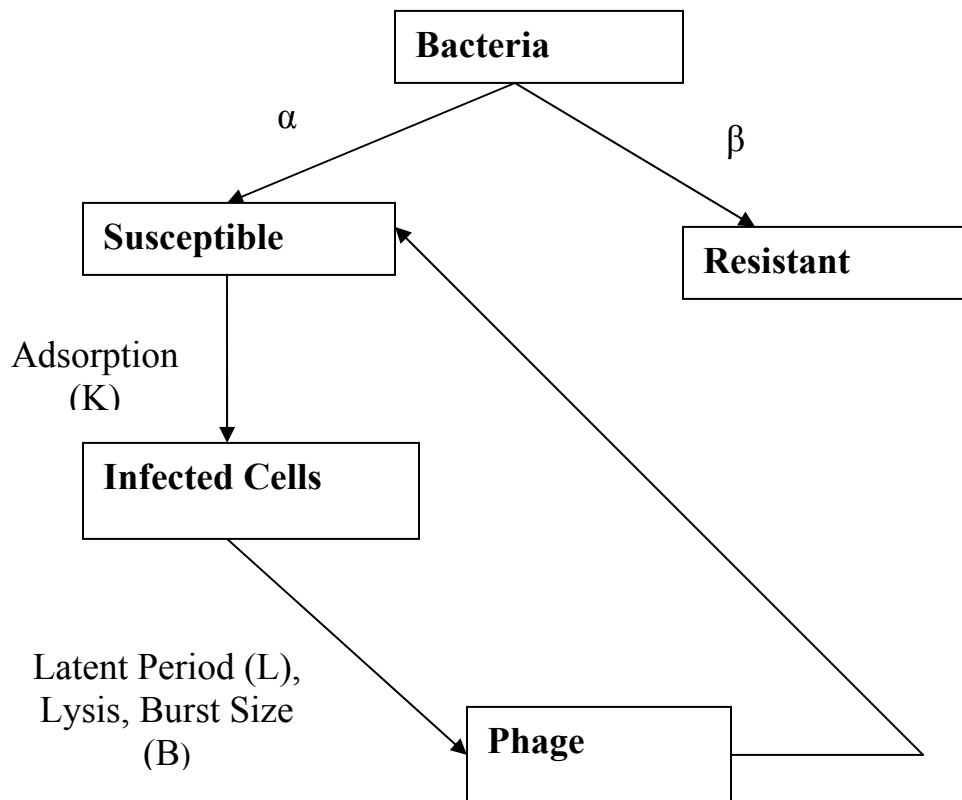 Bacteria
α
β
Susceptible
Resistant
Adsorption
(K)
Infected Cells
Latent Period (L),
Lysis, Burst Size
(B)
Phage